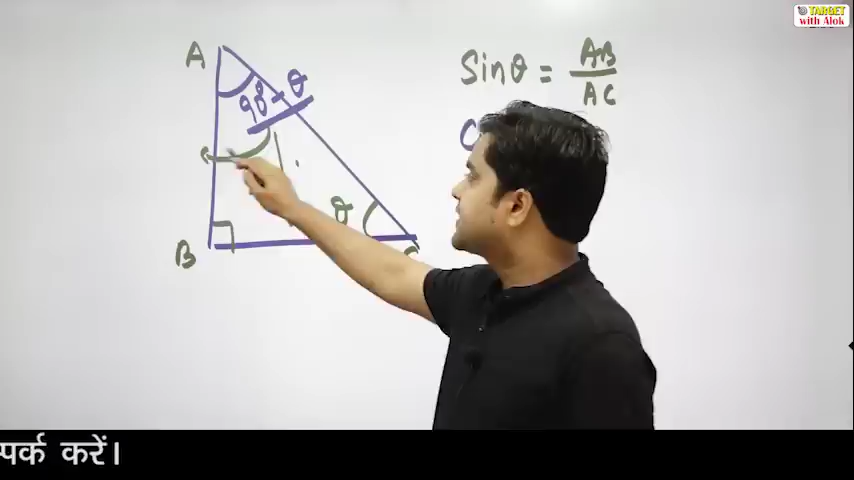 TARGET
with Alok
A
90° - θ
Sinθ = AB
AC
θ
B
पर्क करें।